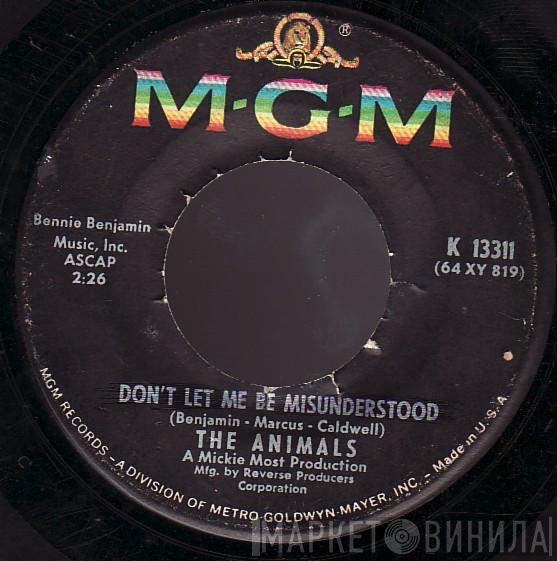 ®
M·G·M
Bennie Benjamin
Music, Inc.
ASCAP
2:26
K 13311
(64 XY 819)
DON'T LET ME BE MISUNDERSTOOD
(Benjamin - Marcus - Caldwell)
THE ANIMALS
A Mickie Most Production
Mfg. by Reverse Producers
Corporation
MGM RECORDS - A DIVISION OF METRO-GOLDWYN-MAYER, INC. - Made in U.S.A.
МАРКЕТ ВИНИЛА